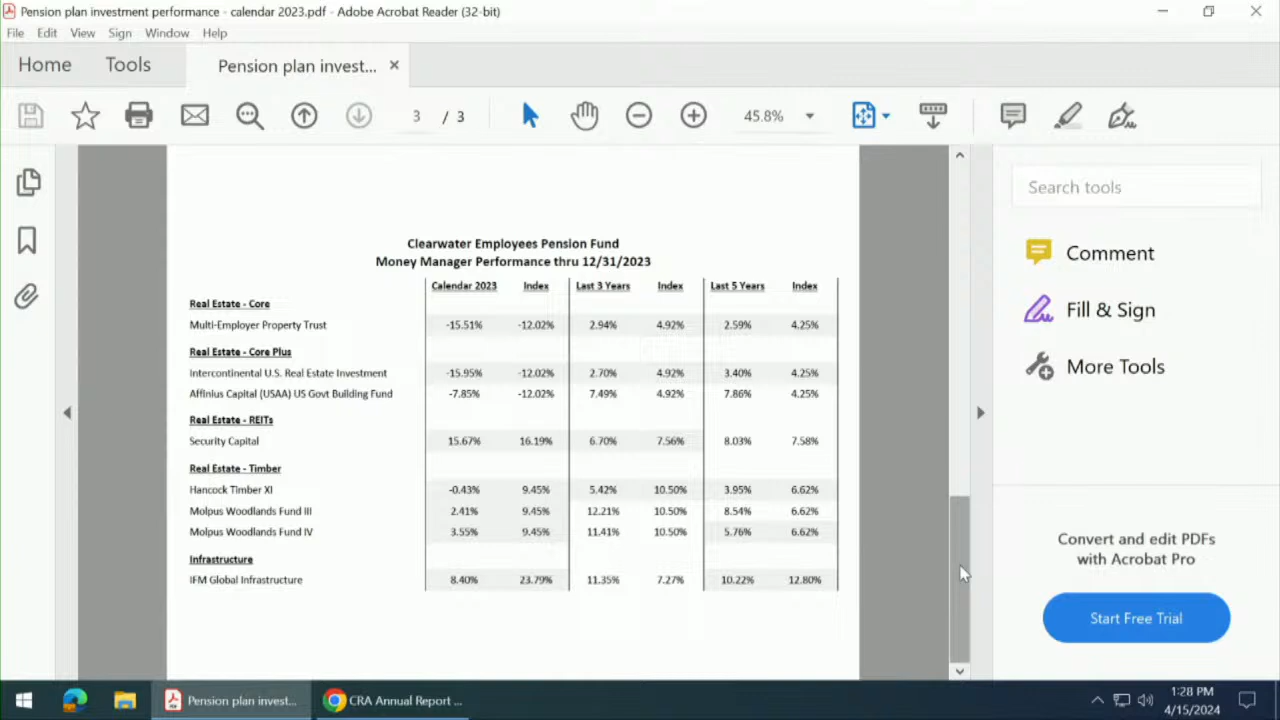 Pension plan investment performance - calendar 2023.pdf - Adobe Acrobat Reader (32-bit)
File Edit View Sign Window Help
Home Tools Pension plan invest... ×
3 / 3 45.8%
Search tools
Comment
Fill & Sign
More Tools
Convert and edit PDFs
with Acrobat Pro
Start Free Trial
Clearwater Employees Pension Fund
Money Manager Performance thru 12/31/2023
Calendar 2023 Index Last 3 Years Index Last 5 Years Index
Real Estate - Core
Multi-Employer Property Trust -15.51% -12.02% 2.94% 4.92% 2.59% 4.25%
Real Estate - Core Plus
Intercontinental U.S. Real Estate Investment -15.95% -12.02% 2.70% 4.92% 3.40% 4.25%
Affinius Capital (USAA) US Govt Building Fund -7.85% -12.02% 7.49% 4.92% 7.86% 4.25%
Real Estate - REITs
Security Capital 15.67% 16.19% 6.70% 7.56% 8.03% 7.58%
Real Estate - Timber
Hancock Timber XI -0.43% 9.45% 5.42% 10.50% 3.95% 6.62%
Molpus Woodlands Fund III 2.41% 9.45% 12.21% 10.50% 8.54% 6.62%
Molpus Woodlands Fund IV 3.55% 9.45% 11.41% 10.50% 5.76% 6.62%
Infrastructure
IFM Global Infrastructure 8.40% 23.79% 11.35% 7.27% 10.22% 12.80%
Pension plan invest... CRA Annual Report ...
1:28 PM
4/15/2024